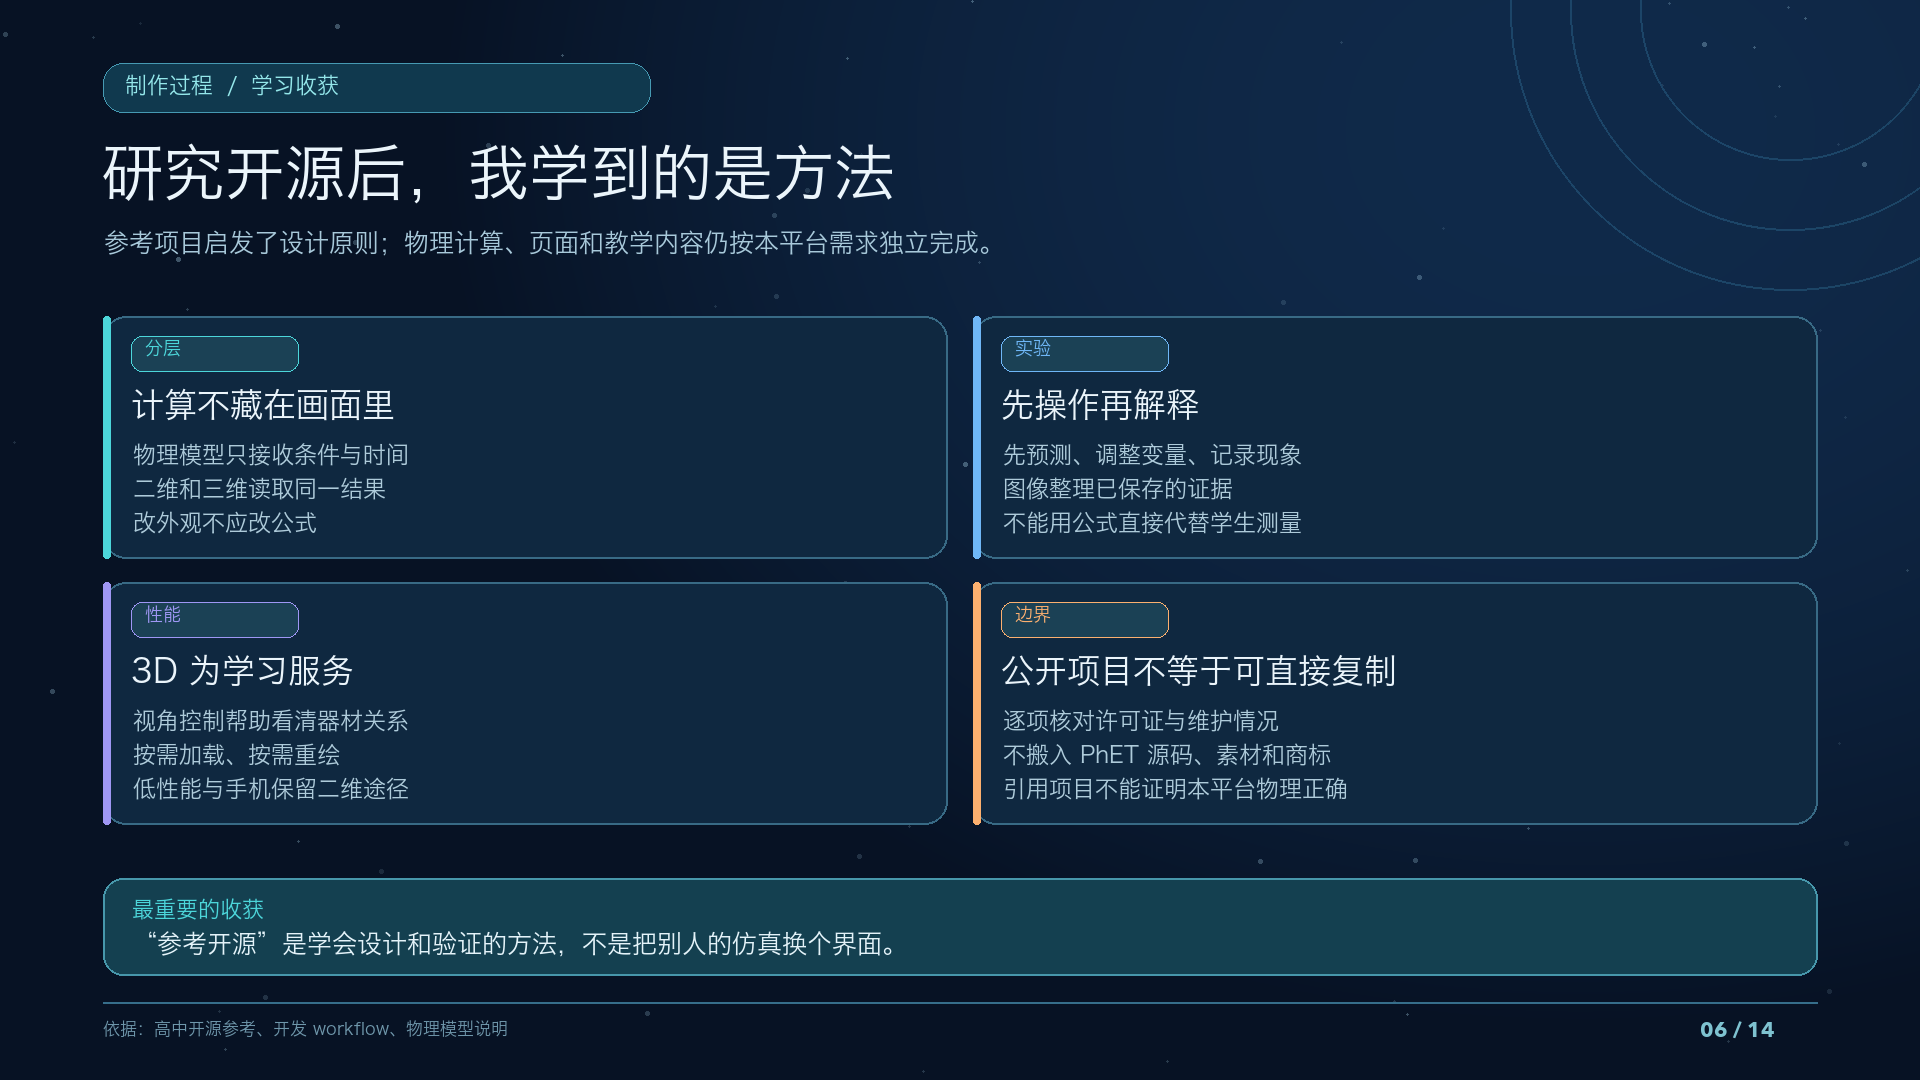 制作过程 / 学习收获
研究开源后，我学到的是方法
参考项目启发了设计原则；物理计算、页面和教学内容仍按本平台需求独立完成。
分层
计算不藏在画面里
物理模型只接收条件与时间
二维和三维读取同一结果
改外观不应改公式
实验
先操作再解释
先预测、调整变量、记录现象
图像整理已保存的证据
不能用公式直接代替学生测量
性能
3D 为学习服务
视角控制帮助看清器材关系
按需加载、按需重绘
低性能与手机保留二维途径
边界
公开项目不等于可直接复制
逐项核对许可证与维护情况
不搬入 PhET 源码、素材和商标
引用项目不能证明本平台物理正确
最重要的收获
“参考开源”是学会设计和验证的方法，不是把别人的仿真换个界面。
依据：高中开源参考、开发 workflow、物理模型说明
06 / 14